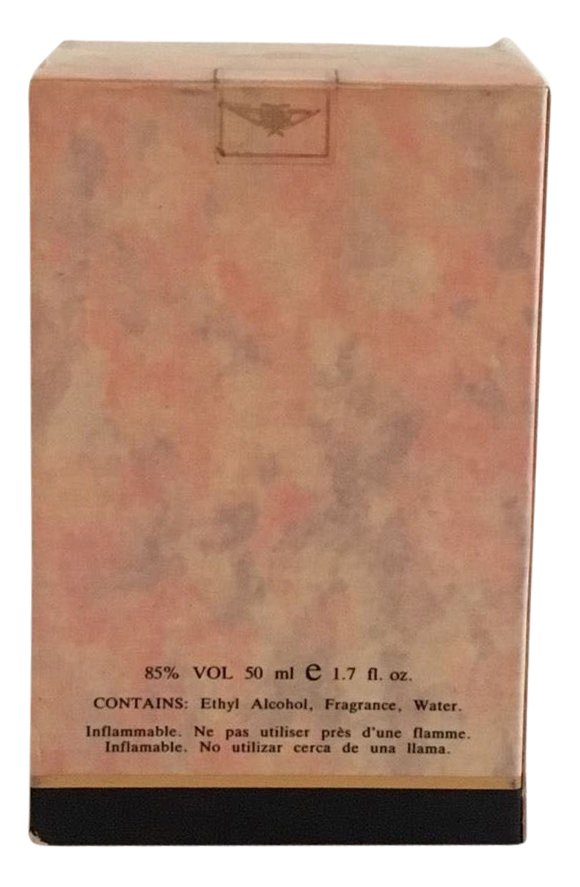 85% VOL 50 ml e 1.7 fl. oz.
CONTAINS: Ethyl Alcohol, Fragrance, Water.
Inflammable. Ne pas utiliser près d'une flamme.
Inflamable. No utilizar cerca de una llama.